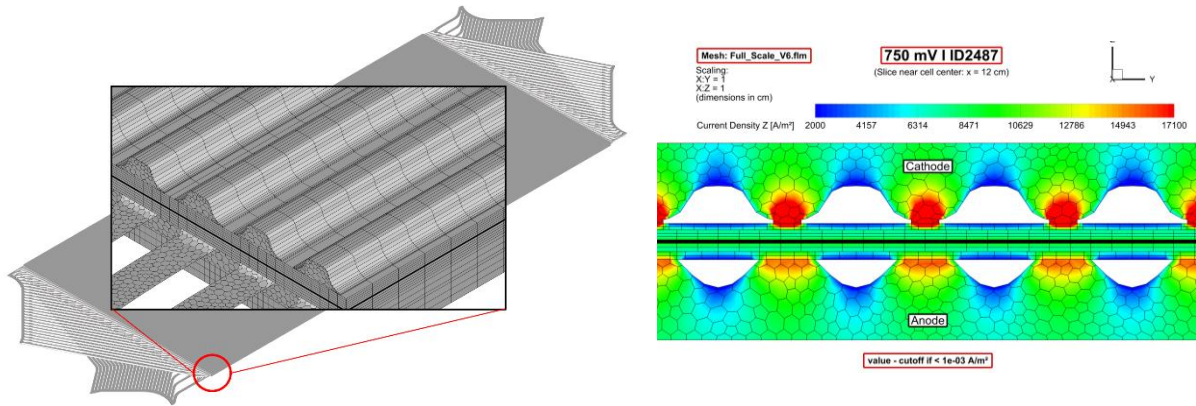 Mesh: Full_Scale_V6.flm
750 mV I ID2487
Scaling:
X:Y = 1
X:Z = 1
(dimensions in cm)
(Slice near cell center: x = 12 cm)
X
Y
Current Density Z [A/m²]
2000 4157 6314 8471 10629 12786 14943 17100
Cathode
Anode
value - cutoff if < 1e-03 A/m²